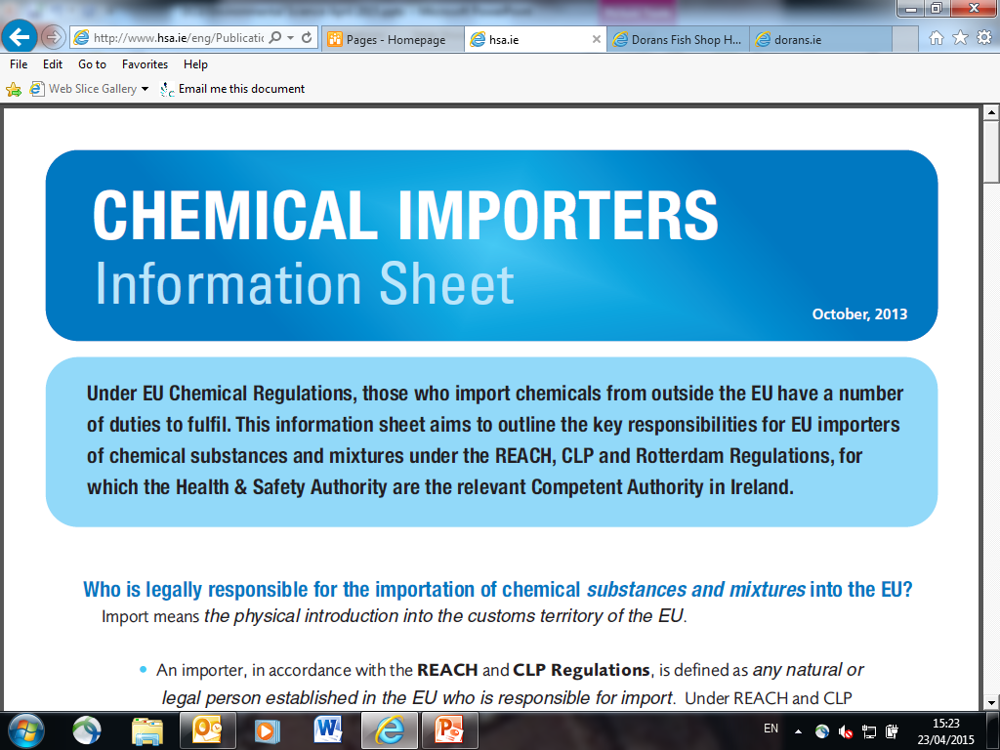 http://www.hsa.ie/eng/Publicatic
Pages - Homepage
hsa.ie
Dorans Fish Shop H...
dorans.ie
File Edit Go to Favorites Help
Web Slice Gallery
Email me this document
CHEMICAL IMPORTERS
Information Sheet
October, 2013
Under EU Chemical Regulations, those who import chemicals from outside the EU have a number
of duties to fulfil. This information sheet aims to outline the key responsibilities for EU importers
of chemical substances and mixtures under the REACH, CLP and Rotterdam Regulations, for
which the Health & Safety Authority are the relevant Competent Authority in Ireland.
Who is legally responsible for the importation of chemical substances and mixtures into the EU?
Import means the physical introduction into the customs territory of the EU.
• An importer, in accordance with the REACH and CLP Regulations, is defined as any natural or
legal person established in the EU who is responsible for import. Under REACH and CLP
EN
15:23
23/04/2015